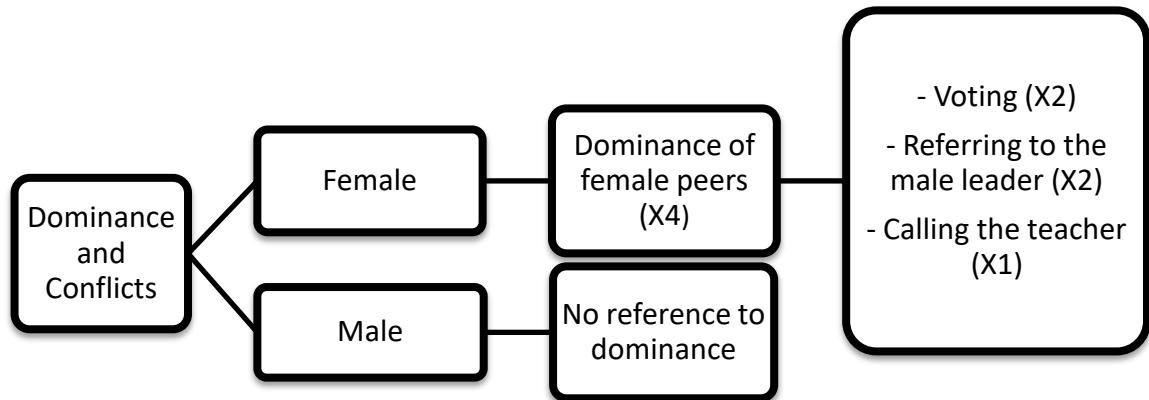 Dominance
and
Conflicts
Female
Dominance of
female peers
(X4)
- Voting (X2)
- Referring to the
male leader (X2)
- Calling the teacher
(X1)
Male
No reference to
dominance